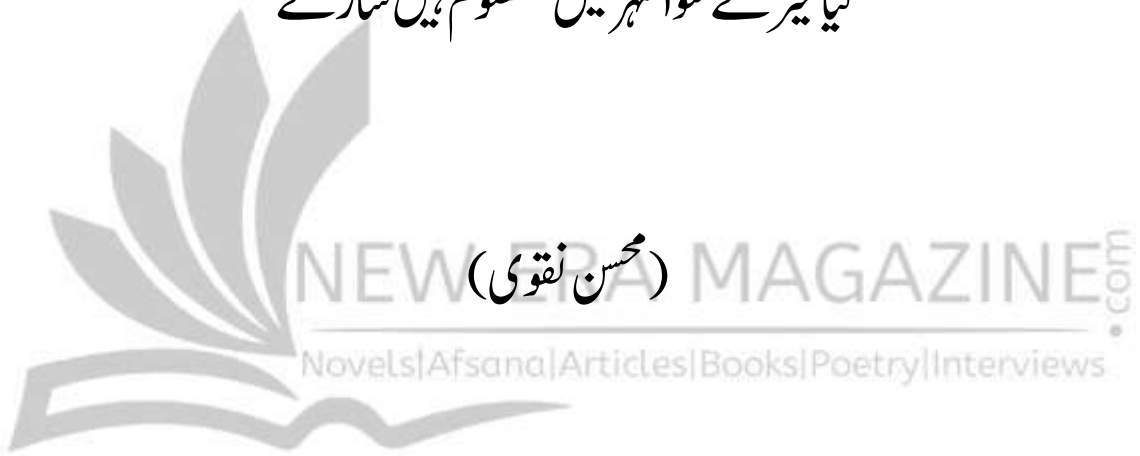 کیا تیرے سوا شہر میں معصوم ہیں سارے
(محسن نقوی)
NEW ERA MAGAZINE.com
Novels|Afsana|Articles|Books|Poetry|Interviews